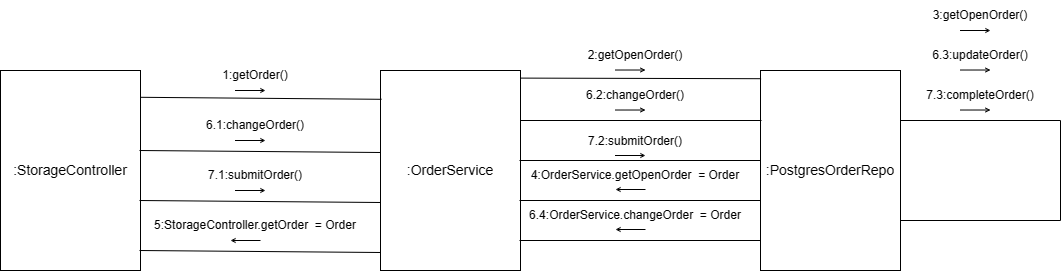 3:getOpenOrder()
2:getOpenOrder()
6.3:updateOrder()
1:getOrder()
6.2:changeOrder()
7.3:completeOrder()
6.1:changeOrder()
7.2:submitOrder()
:StorageController
:OrderService
:PostgresOrderRepo
7.1:submitOrder()
4:OrderService.getOpenOrder = Order
5:StorageController.getOrder = Order
6.4:OrderService.changeOrder = Order